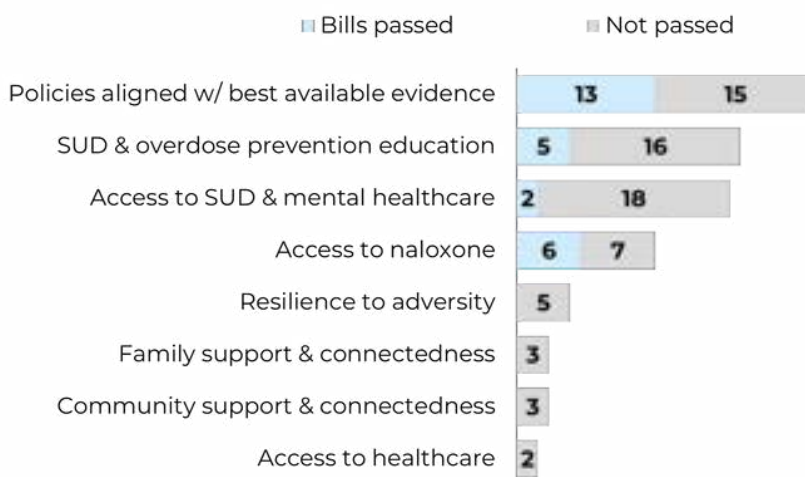 Bills passed Not passed
Policies aligned w/ best available evidence 13 15
SUD & overdose prevention education 5 16
Access to SUD & mental healthcare 2 18
Access to naloxone 6 7
Resilience to adversity 5
Family support & connectedness 3
Community support & connectedness 3
Access to healthcare 2